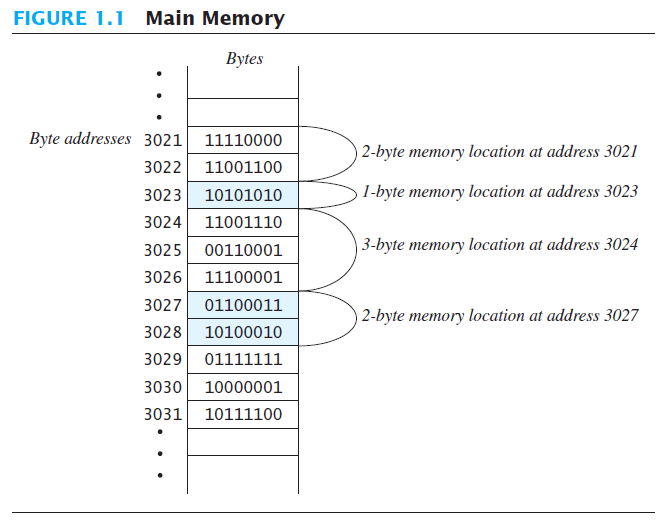 FIGURE 1.1 Main Memory
Bytes
Byte addresses 3021 11110000
2-byte memory location at address 3021
3022 11001100
3023 10101010 1-byte memory location at address 3023
3024 11001110
3025 00110001 3-byte memory location at address 3024
3026 11100001
3027 01100011 2-byte memory location at address 3027
3028 10100010
3029 01111111
3030 10000001
3031 10111100